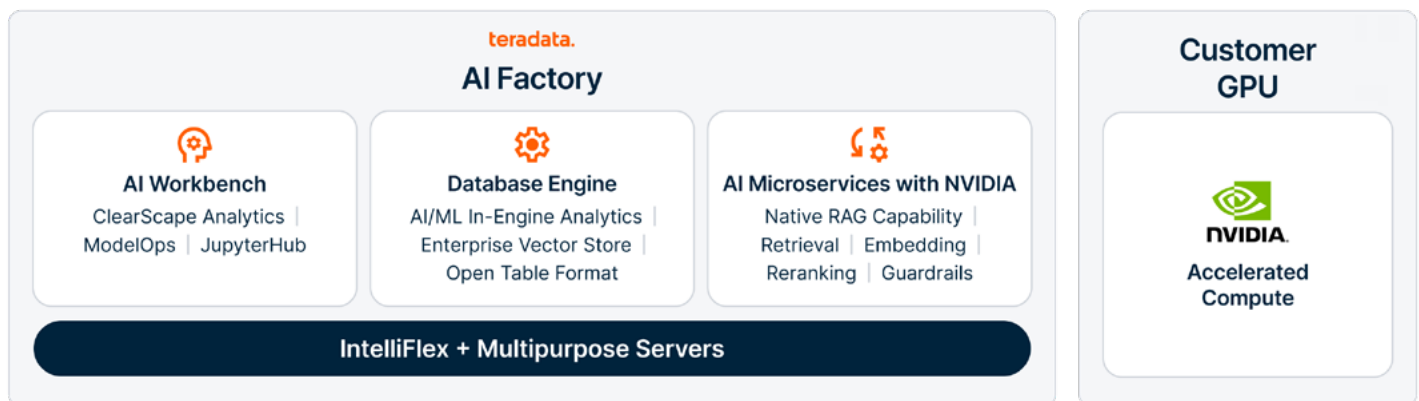 teradata.
AI Factory
AI Workbench
ClearScape Analytics |
ModelOps | JupyterHub
Database Engine
AI/ML In-Engine Analytics |
Enterprise Vector Store |
Open Table Format
AI Microservices with NVIDIA
Native RAG Capability |
Retrieval | Embedding |
Reranking | Guardrails
IntelliFlex + Multipurpose Servers
Customer
GPU
NVIDIA.
Accelerated
Compute